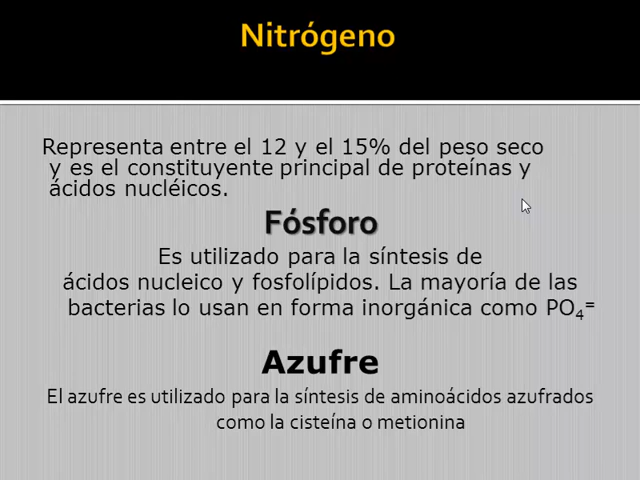 Nitrógeno
Representa entre el 12 y el 15% del peso seco
y es el constituyente principal de proteínas y
ácidos nucléicos.
Fósforo
Es utilizado para la síntesis de
ácidos nucleico y fosfolípidos. La mayoría de las
bacterias lo usan en forma inorgánica como PO₄⁼
Azufre
El azufre es utilizado para la síntesis de aminoácidos azufrados
como la cisteína o metionina